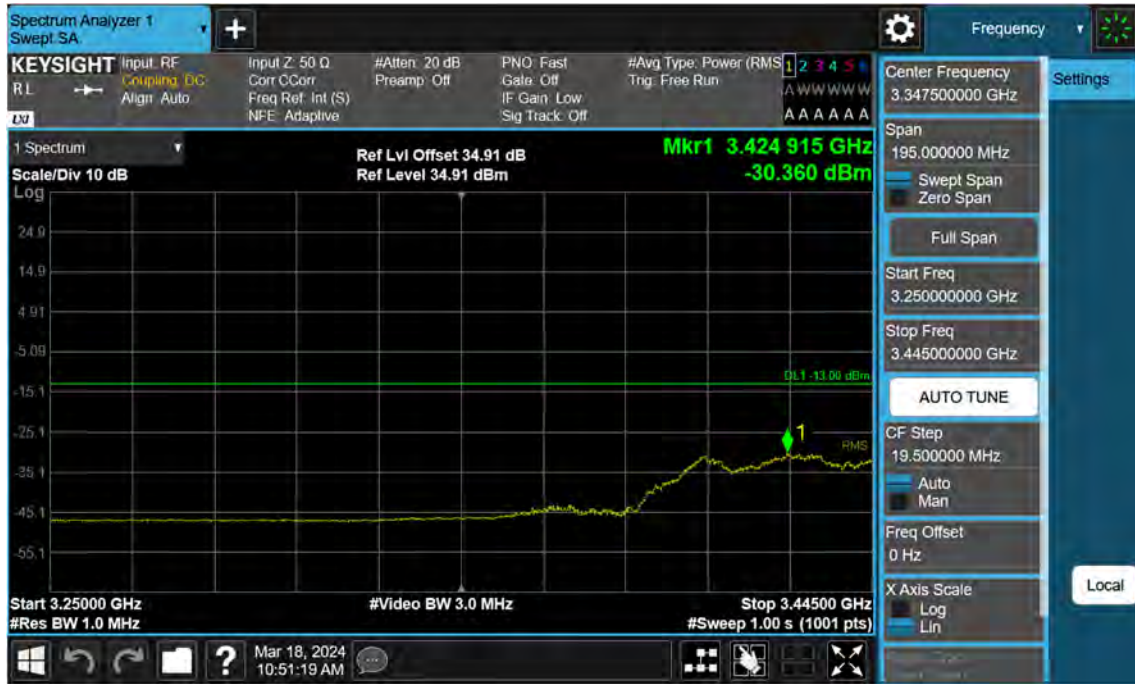 Spectrum Analyzer 1
Swept SA
Frequency
KEYSIGHT
RL
LXI
Input: RF
Coupling: DC
Align: Auto
Input Z: 50 Ω
Corr CCorr
Freq Ref: Int (S)
NFE: Adaptive
#Atten: 20 dB
Preamp: Off
PNO: Fast
Gate: Off
IF Gain: Low
Sig Track: Off
#Avg Type: Power (RMS
Trig: Free Run
1 2 3 4 5 6
A W W W W W
A A A A A A
1 Spectrum
Scale/Div 10 dB
Log
Ref Lvl Offset 34.91 dB
Ref Level 34.91 dBm
Mkr1 3.424 915 GHz
-30.360 dBm
24.9
14.9
4.91
-5.09
DL1 -13.00 dBm
-15.1
-25.1
1
RMS
-35.1
-45.1
-55.1
Start 3.25000 GHz
#Res BW 1.0 MHz
#Video BW 3.0 MHz
Stop 3.44500 GHz
#Sweep 1.00 s (1001 pts)
?
Mar 18, 2024
10:51:19 AM
Center Frequency
3.347500000 GHz
Span
195.000000 MHz
Swept Span
Zero Span
Full Span
Start Freq
3.250000000 GHz
Stop Freq
3.445000000 GHz
AUTO TUNE
CF Step
19.500000 MHz
Auto
Man
Freq Offset
0 Hz
X Axis Scale
Log
Lin
Settings
Local